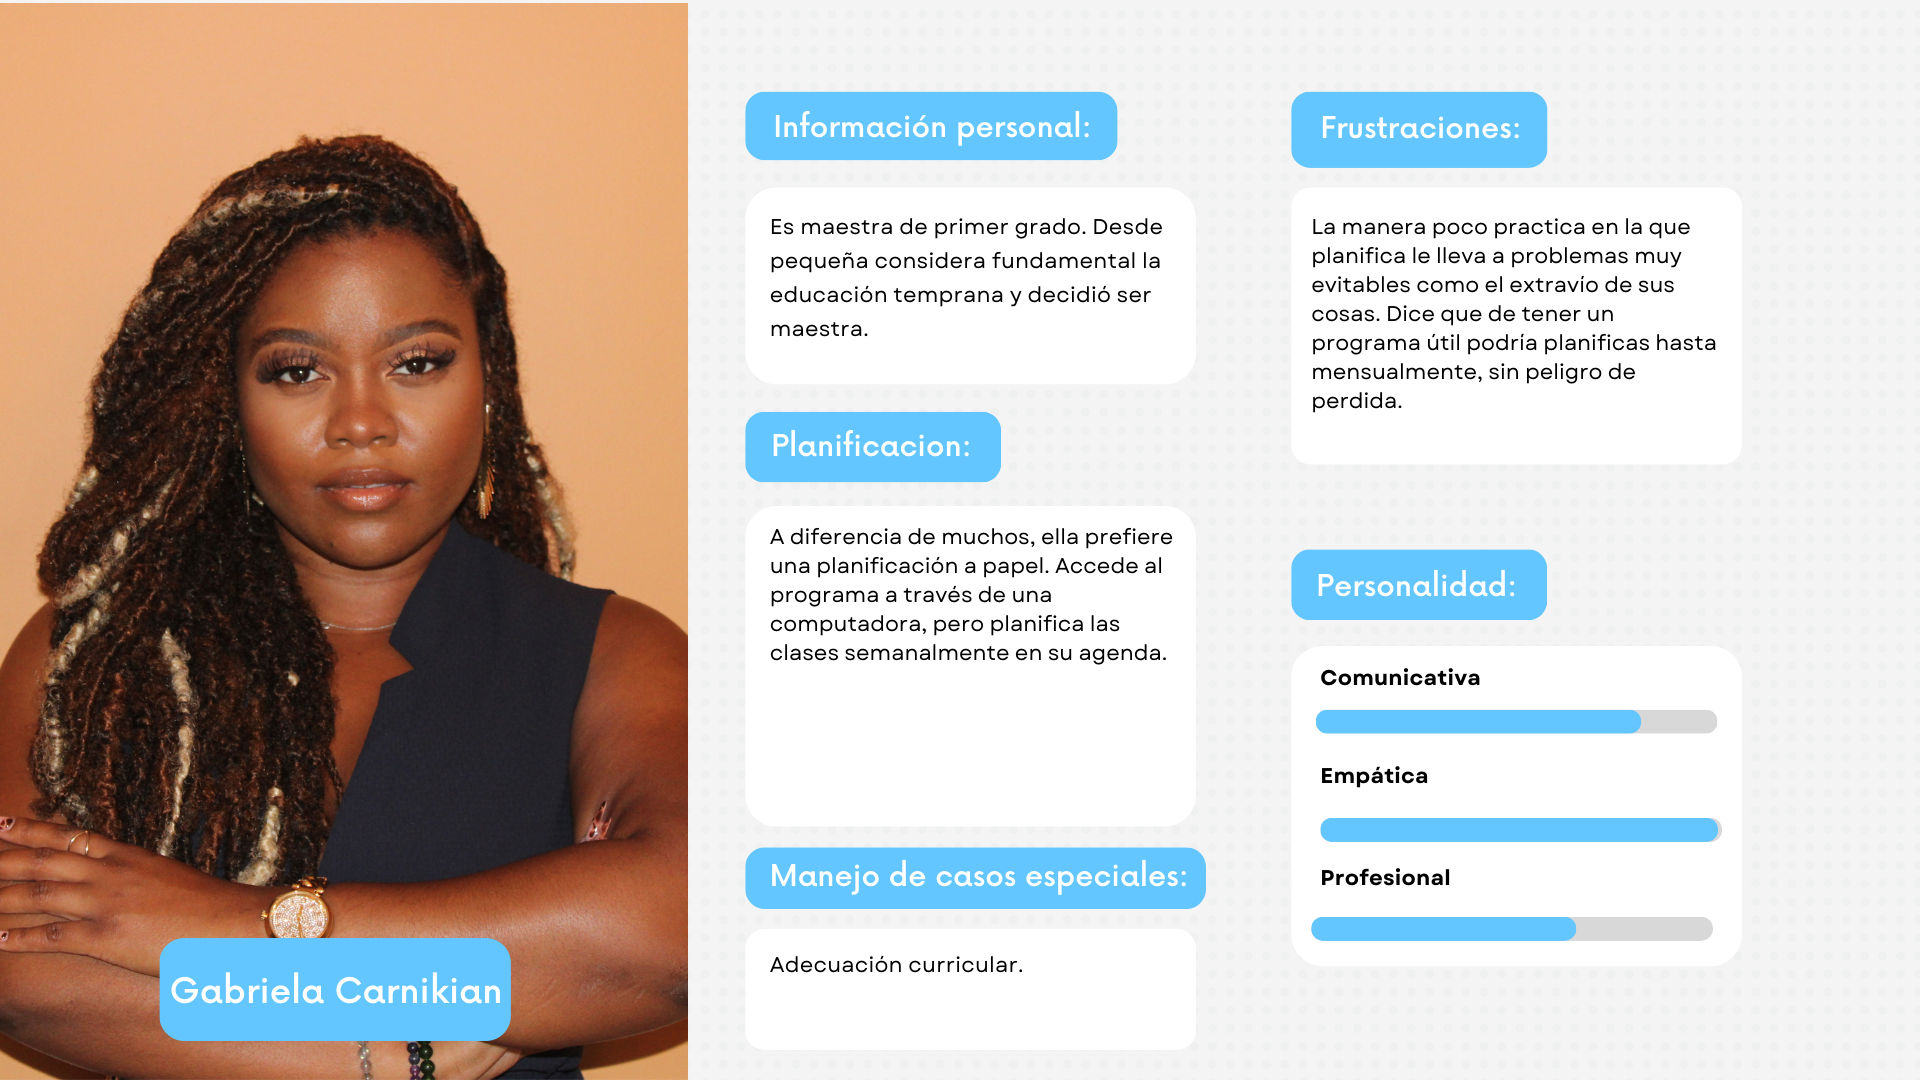 Gabriela Carnikian
Información personal:
Es maestra de primer grado. Desde
pequeña considera fundamental la
educación temprana y decidió ser
maestra.
Planificacion:
A diferencia de muchos, ella prefiere
una planificación a papel. Accede al
programa a través de una
computadora, pero planifica las
clases semanalmente en su agenda.
Manejo de casos especiales:
Adecuación curricular.
Frustraciones:
La manera poco practica en la que
planifica le lleva a problemas muy
evitables como el extravío de sus
cosas. Dice que de tener un
programa útil podría planificas hasta
mensualmente, sin peligro de
perdida.
Personalidad:
Comunicativa
Empática
Profesional